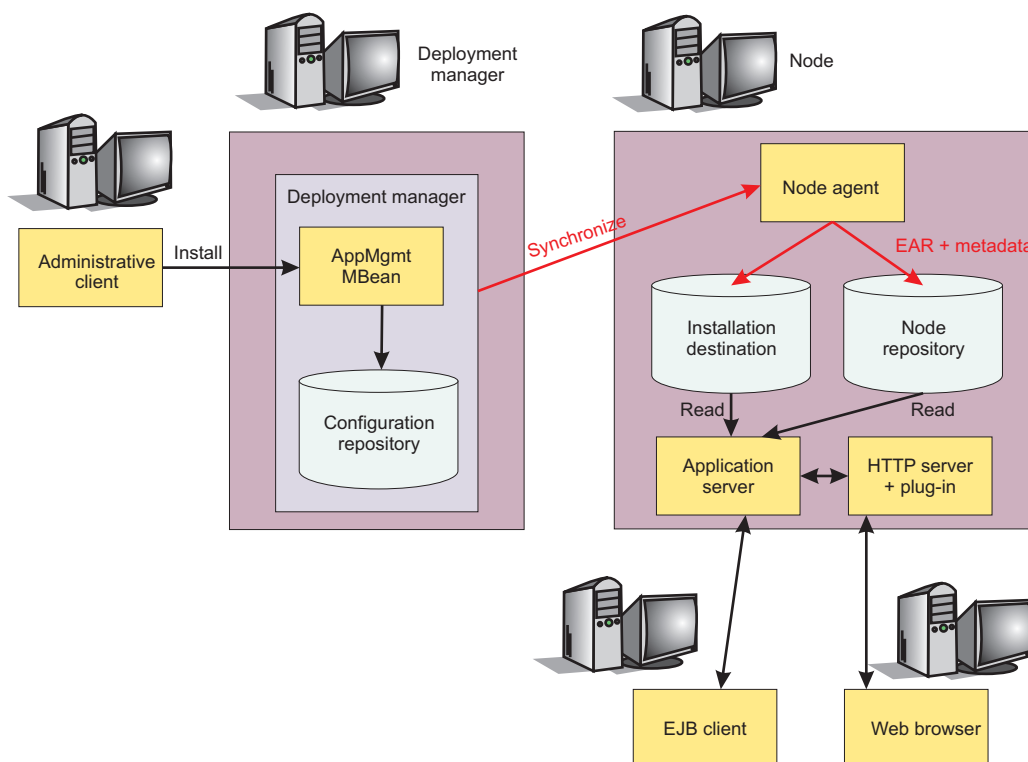 Deployment
manager
Node
Deployment manager
Node agent
Synchronize
Administrative
client
Install
AppMgmt
MBean
EAR + metadata
Installation
destination
Node
repository
Configuration
repository
Read
Read
Application
server
HTTP server
+ plug-in
EJB client
Web browser